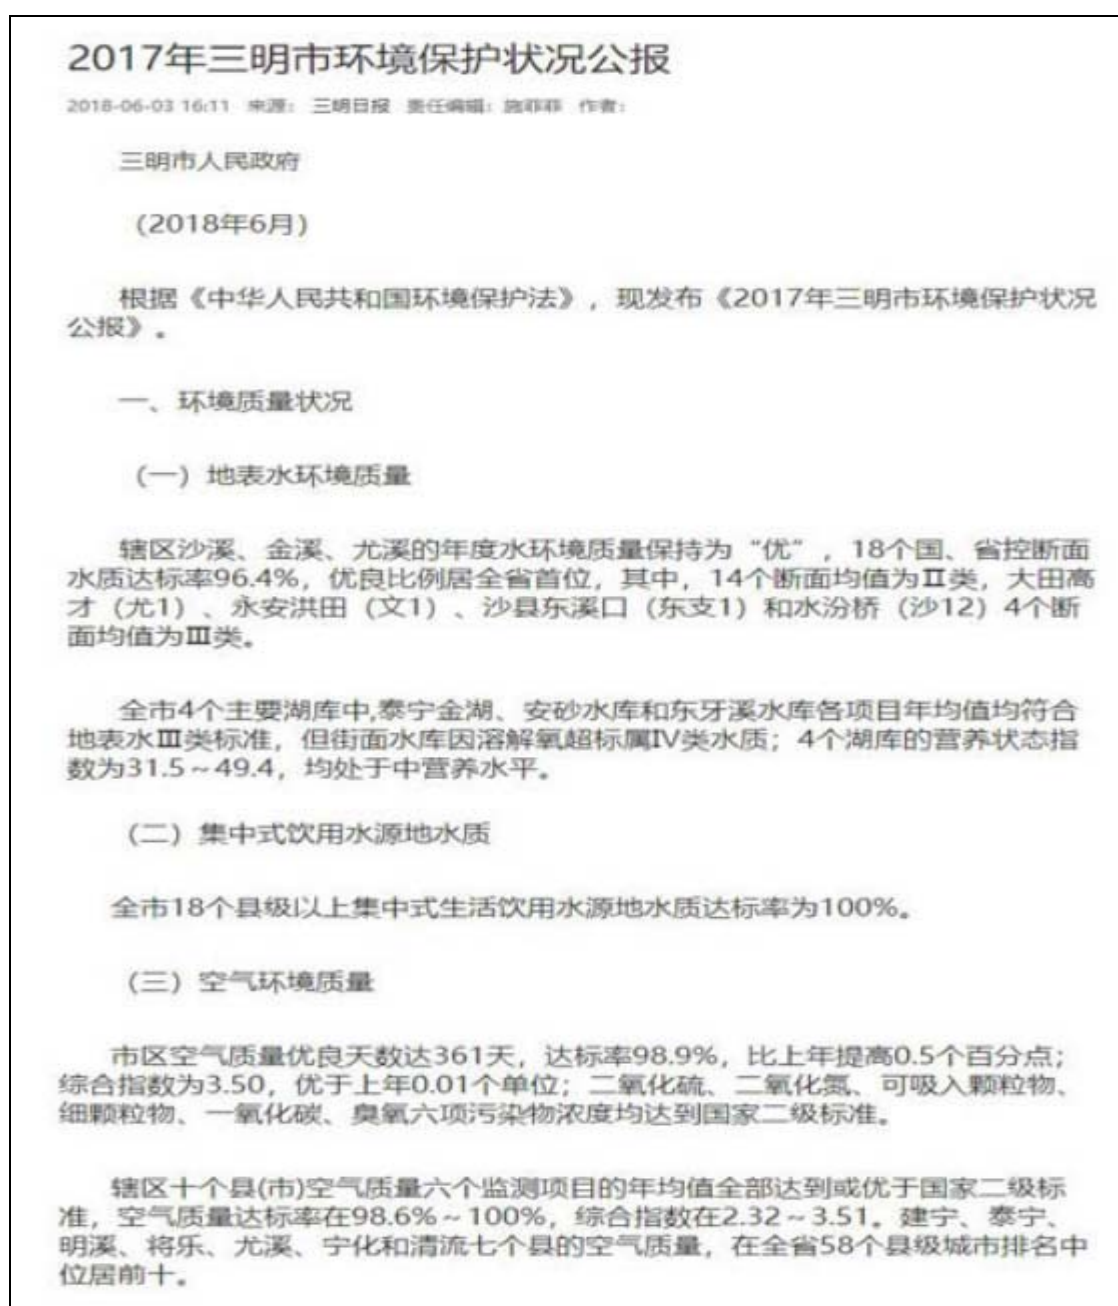 2017年三明市环境保护状况公报
2018-06-03 16:11 来源： 三明日报 责任编辑：施菲菲 作者：
三明市人民政府
（2018年6月）
根据《中华人民共和国环境保护法》，现发布《2017年三明市环境保护状况
公报》。
一、环境质量状况
（一）地表水环境质量
辖区沙溪、金溪、尤溪的年度水环境质量保持为“优”，18个国、省控断面
水质达标率96.4%，优良比例居全省首位，其中，14个断面均值为Ⅱ类，大田高
才（尤1）、永安洪田（文1）、沙县东溪口（东支1）和水汾桥（沙12）4个断
面均值为Ⅲ类。
全市4个主要湖库中,泰宁金湖、安砂水库和东牙溪水库各项目年均值均符合
地表水Ⅲ类标准，但街面水库因溶解氧超标属Ⅳ类水质；4个湖库的营养状态指
数为31.5～49.4，均处于中营养水平。
（二）集中式饮用水源地水质
全市18个县级以上集中式生活饮用水源地水质达标率为100%。
（三）空气环境质量
市区空气质量优良天数达361天，达标率98.9%，比上年提高0.5个百分点；
综合指数为3.50，优于上年0.01个单位；二氧化硫、二氧化氮、可吸入颗粒物、
细颗粒物、一氧化碳、臭氧六项污染物浓度均达到国家二级标准。
辖区十个县(市)空气质量六个监测项目的年均值全部达到或优于国家二级标
准，空气质量达标率在98.6%～100%，综合指数在2.32～3.51。建宁、泰宁、
明溪、将乐、尤溪、宁化和清流七个县的空气质量，在全省58个县级城市排名中
位居前十。